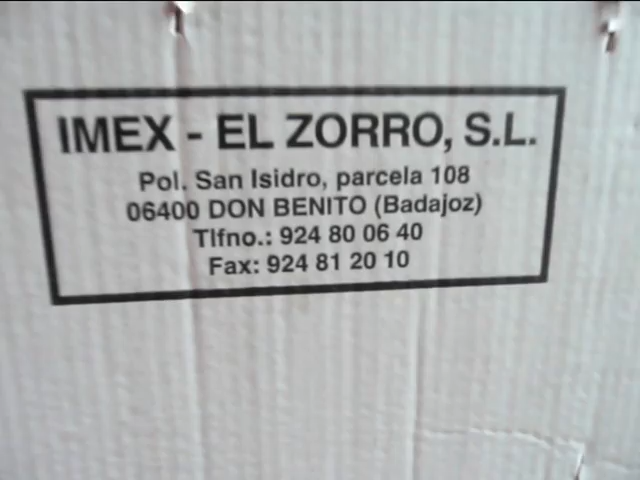 IMEX - EL ZORRO, S.L.
Pol. San Isidro, parcela 108
06400 DON BENITO (Badajoz)
Tlfno.: 924 80 06 40
Fax: 924 81 20 10